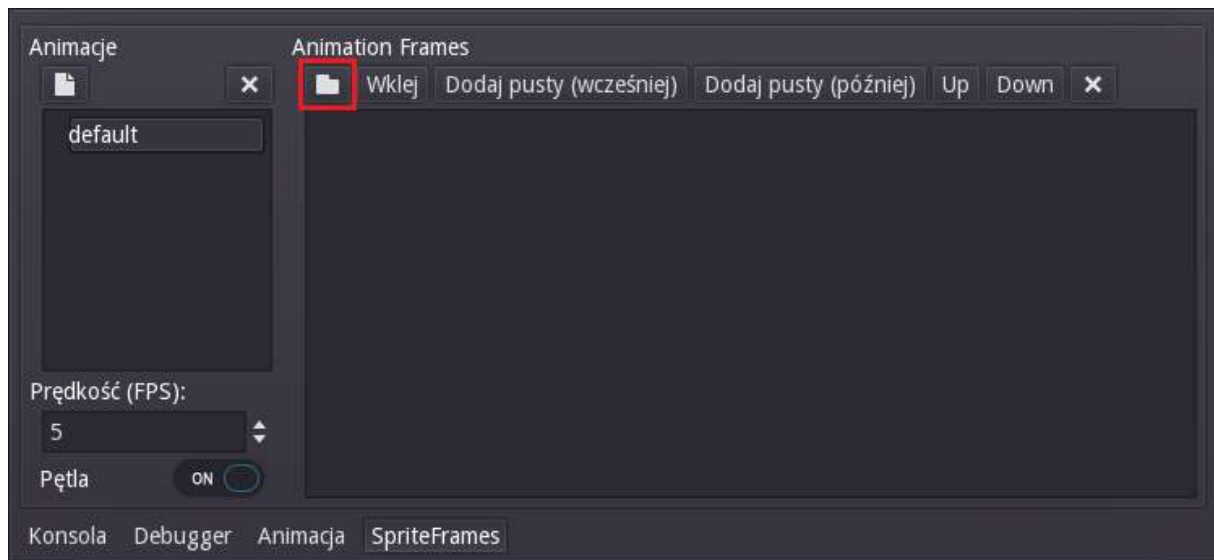 Animacje
Animation Frames
Wklej Dodaj pusty (wcześniej) Dodaj pusty (później) Up Down
default
Prędkość (FPS):
5
Pętla ON
Konsola Debugger Animacja SpriteFrames